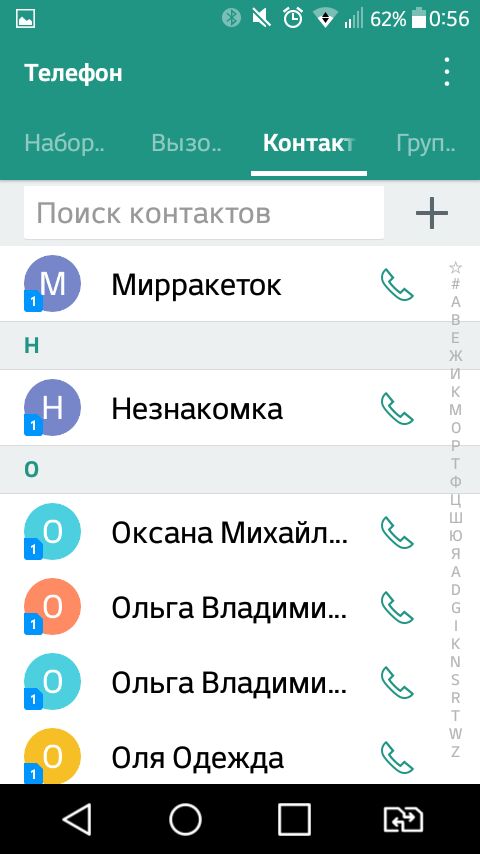 62% 0:56
Телефон
Набор.. Вызо.. Контакт Груп..
Поиск контактов
М
1
Мирракеток
Н
Н
1
Незнакомка
О
О
1
Оксана Михайл...
О
1
Ольга Владими...
О
1
Ольга Владими...
О
1
Оля Одежда
#
А
В
Е
Ж
И
К
М
О
Р
Т
Ф
Ц
Ш
Ю
Я
A
D
G
I
K
N
S
R
T
W
Z